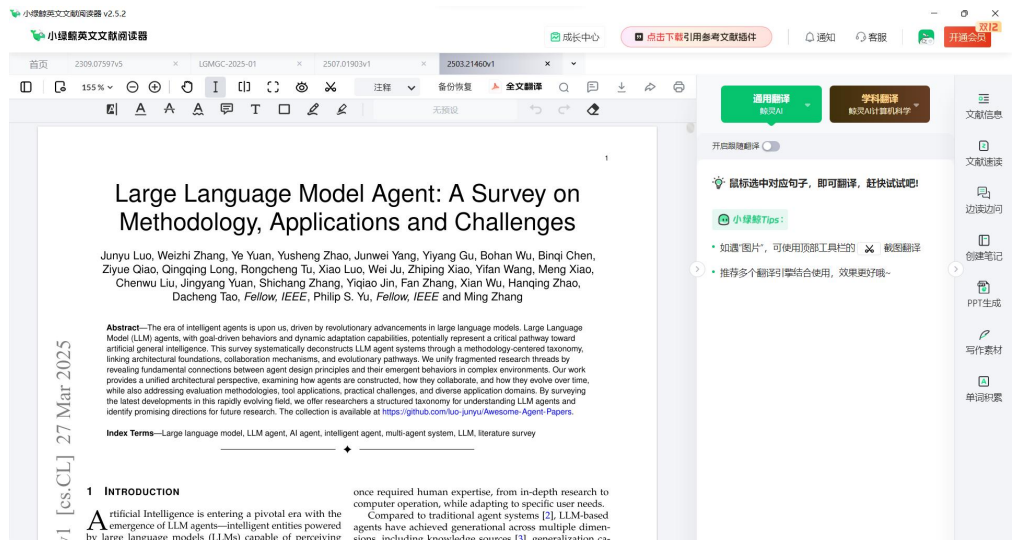 小绿鲸英文文献阅读器 v2.5.2
小绿鲸英文文献阅读器
成长中心
点击下载引用参考文献插件
通知
客服
开通会员
双12
首页
2309.07597v5
LGMGC-2025-01
2507.01903v1
2503.21460v1
155%
注释
备份恢复
全文翻译
无预设
通用翻译
鲸灵AI
学科翻译
鲸灵AI计算机科学
开启跟随翻译
鼠标选中对应句子，即可翻译，赶快试试吧!
小绿鲸Tips：
• 如遇"图片"，可使用顶部工具栏的 截图翻译
• 推荐多个翻译引擎结合使用，效果更好哦~
文献信息
文献速读
边读边问
创建笔记
PPT生成
写作素材
单词积累
1
Large Language Model Agent: A Survey on
Methodology, Applications and Challenges
Junyu Luo, Weizhi Zhang, Ye Yuan, Yusheng Zhao, Junwei Yang, Yiyang Gu, Bohan Wu, Binqi Chen,
Ziyue Qiao, Qingqing Long, Rongcheng Tu, Xiao Luo, Wei Ju, Zhiping Xiao, Yifan Wang, Meng Xiao,
Chenwu Liu, Jingyang Yuan, Shichang Zhang, Yiqiao Jin, Fan Zhang, Xian Wu, Hanqing Zhao,
Dacheng Tao, Fellow, IEEE, Philip S. Yu, Fellow, IEEE and Ming Zhang
Abstract—The era of intelligent agents is upon us, driven by revolutionary advancements in large language models. Large Language
Model (LLM) agents, with goal-driven behaviors and dynamic adaptation capabilities, potentially represent a critical pathway toward
artificial general intelligence. This survey systematically deconstructs LLM agent systems through a methodology-centered taxonomy,
linking architectural foundations, collaboration mechanisms, and evolutionary pathways. We unify fragmented research threads by
revealing fundamental connections between agent design principles and their emergent behaviors in complex environments. Our work
provides a unified architectural perspective, examining how agents are constructed, how they collaborate, and how they evolve over time,
while also addressing evaluation methodologies, tool applications, practical challenges, and diverse application domains. By surveying
the latest developments in this rapidly evolving field, we offer researchers a structured taxonomy for understanding LLM agents and
identify promising directions for future research. The collection is available at https://github.com/luo-junyu/Awesome-Agent-Papers.
Index Terms—Large language model, LLM agent, AI agent, intelligent agent, multi-agent system, LLM, literature survey
v1 [cs.CL] 27 Mar 2025
1 INTRODUCTION
Artificial Intelligence is entering a pivotal era with the
emergence of LLM agents—intelligent entities powered
by large language models (LLMs) capable of perceiving
once required human expertise, from in-depth research to
computer operation, while adapting to specific user needs.
Compared to traditional agent systems [2], LLM-based
agents have achieved generational across multiple dimen-
sions, including knowledge sources [3], generalization ca-